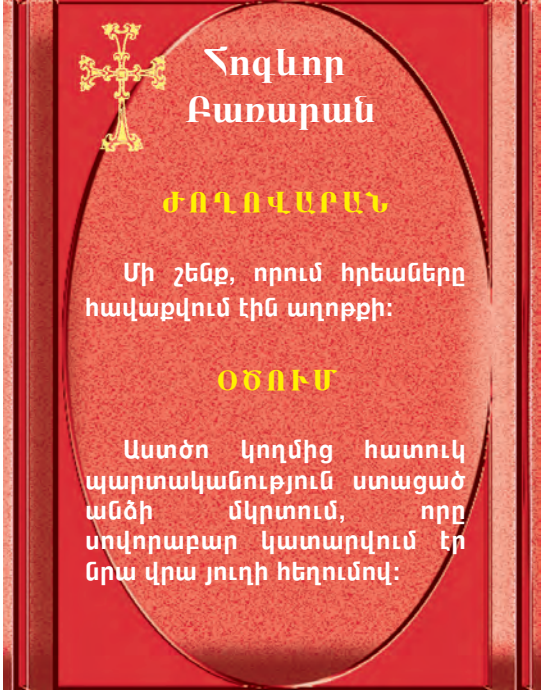 Հոգևոր
Բառարան
ԺՈՂՈՎԱՐԱՆ
Մի շենք, որում հրեաները
հավաքվում էին աղոթքի:
ՕԾՈՒՄ
Աստծո կողմից հատուկ
պարտականություն ստացած
անձի մկրտում, որը
սովորաբար կատարվում էր
նրա վրա յուղի հեղումով: